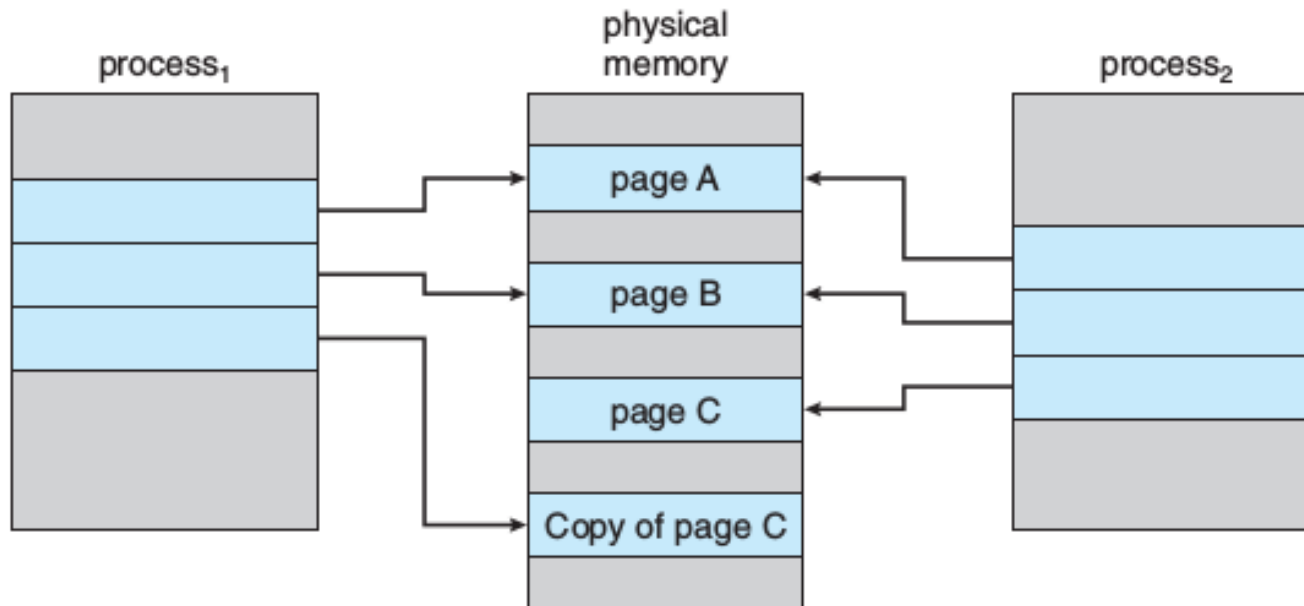 process₁
physical
memory
process₂
page A
page B
page C
Copy of page C